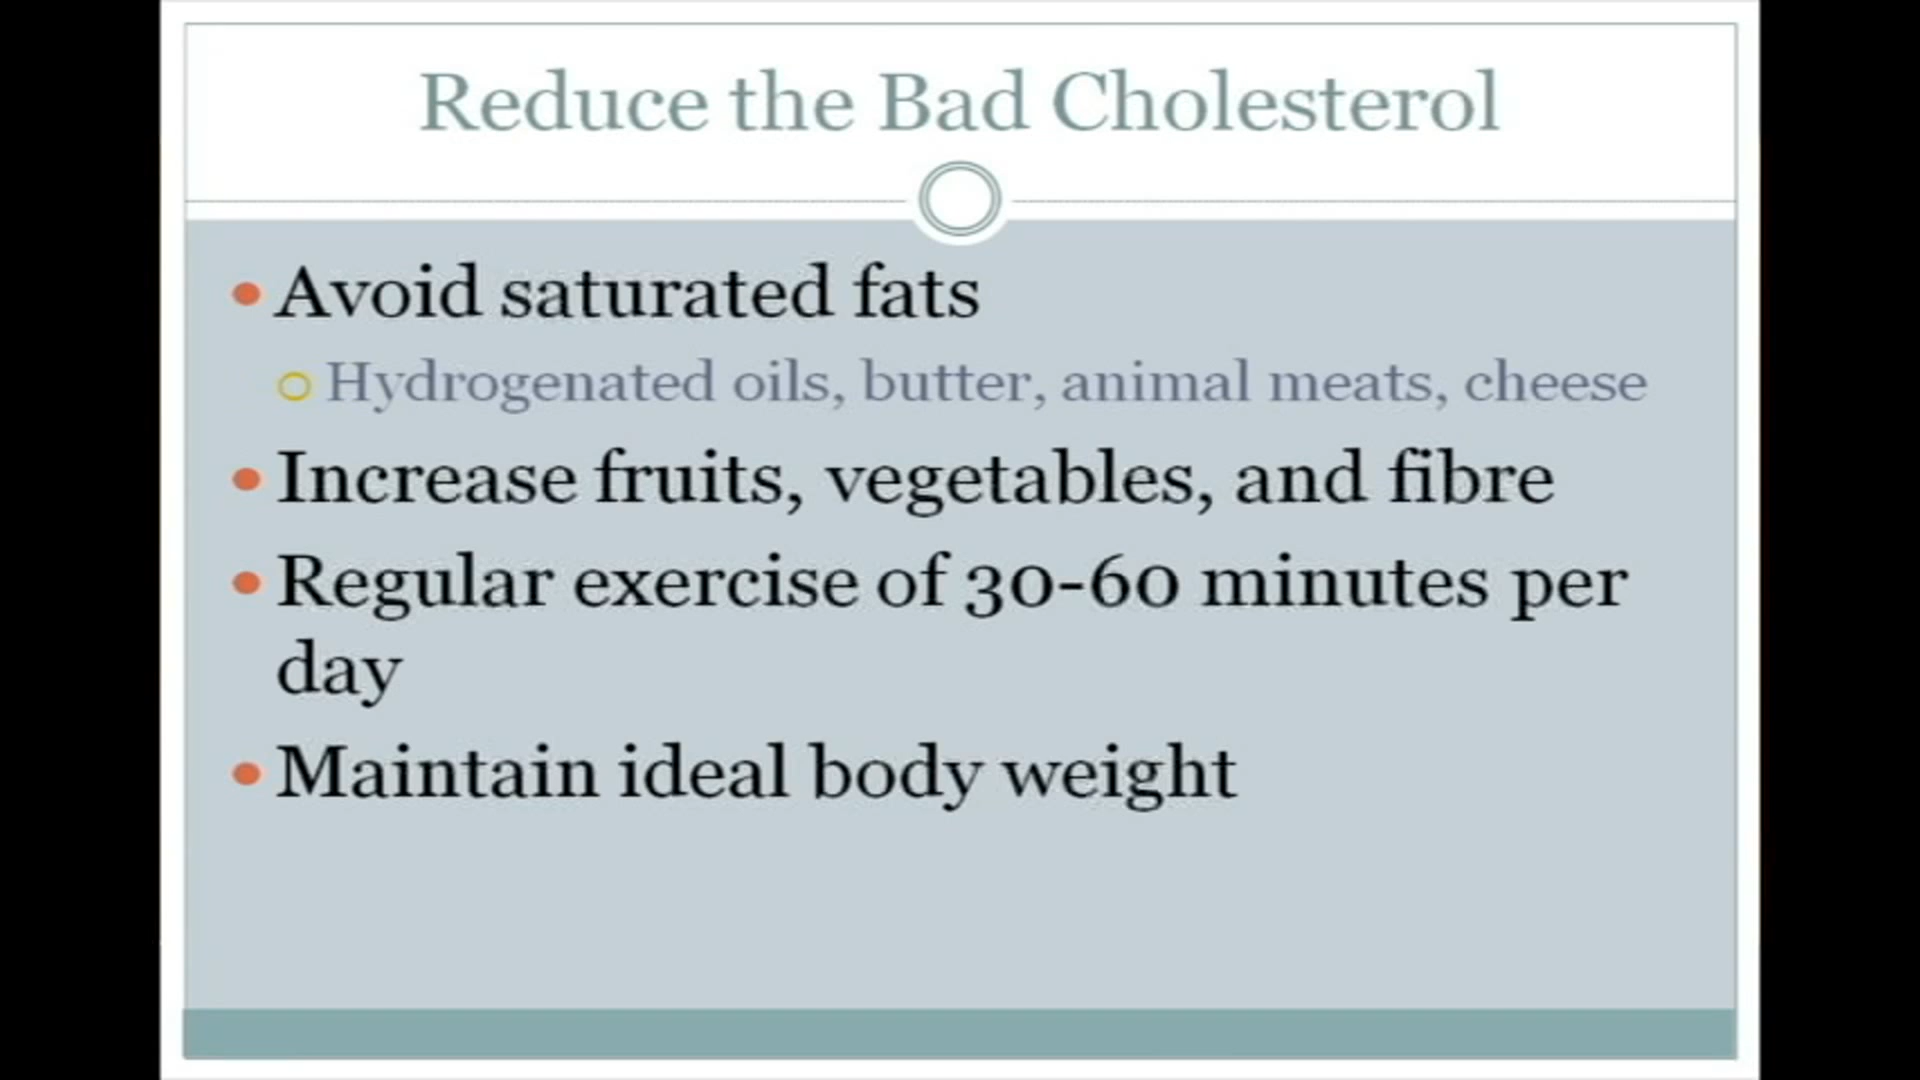 Reduce the Bad Cholesterol
Avoid saturated fats
Hydrogenated oils, butter, animal meats, cheese
Increase fruits, vegetables, and fibre
Regular exercise of 30-60 minutes per
day
Maintain ideal body weight